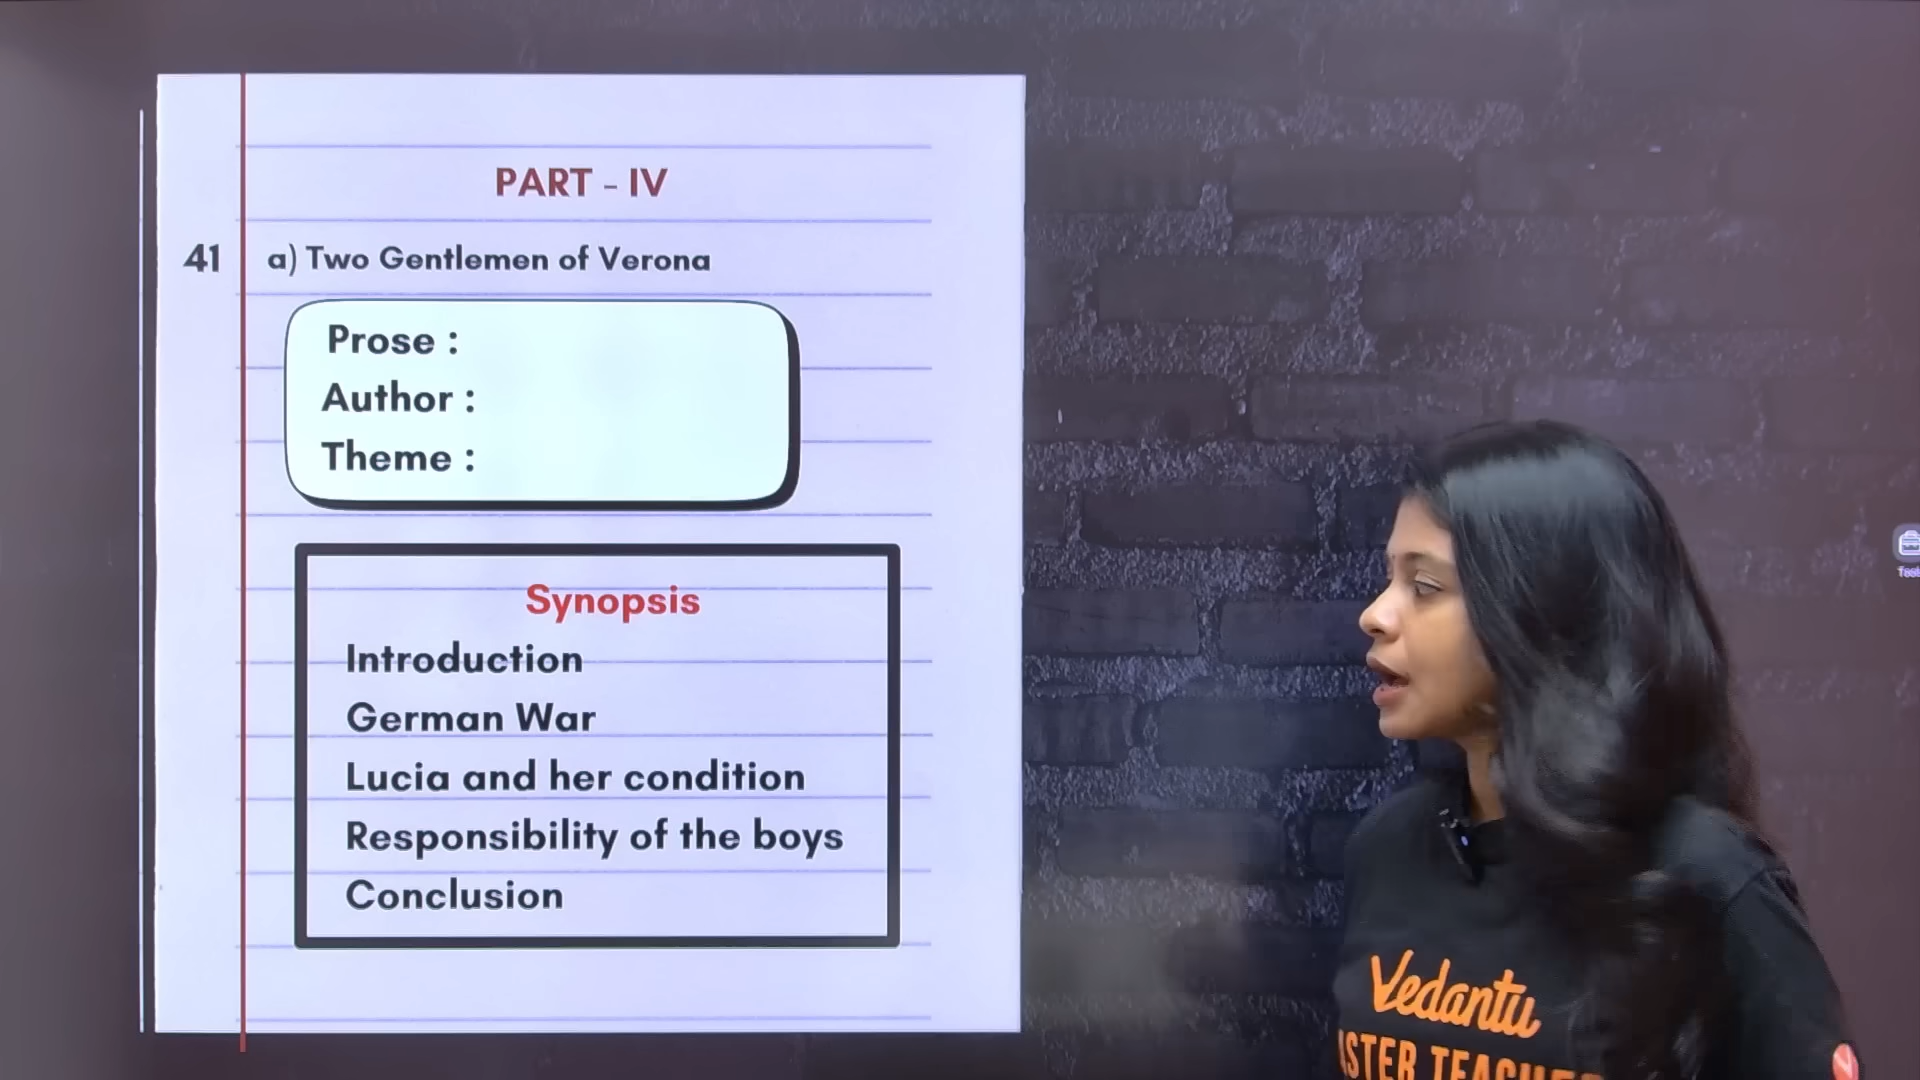 PART - IV
41 a) Two Gentlemen of Verona
Prose :
Author :
Theme :
Synopsis
Introduction
German War
Lucia and her condition
Responsibility of the boys
Conclusion
Vedantu